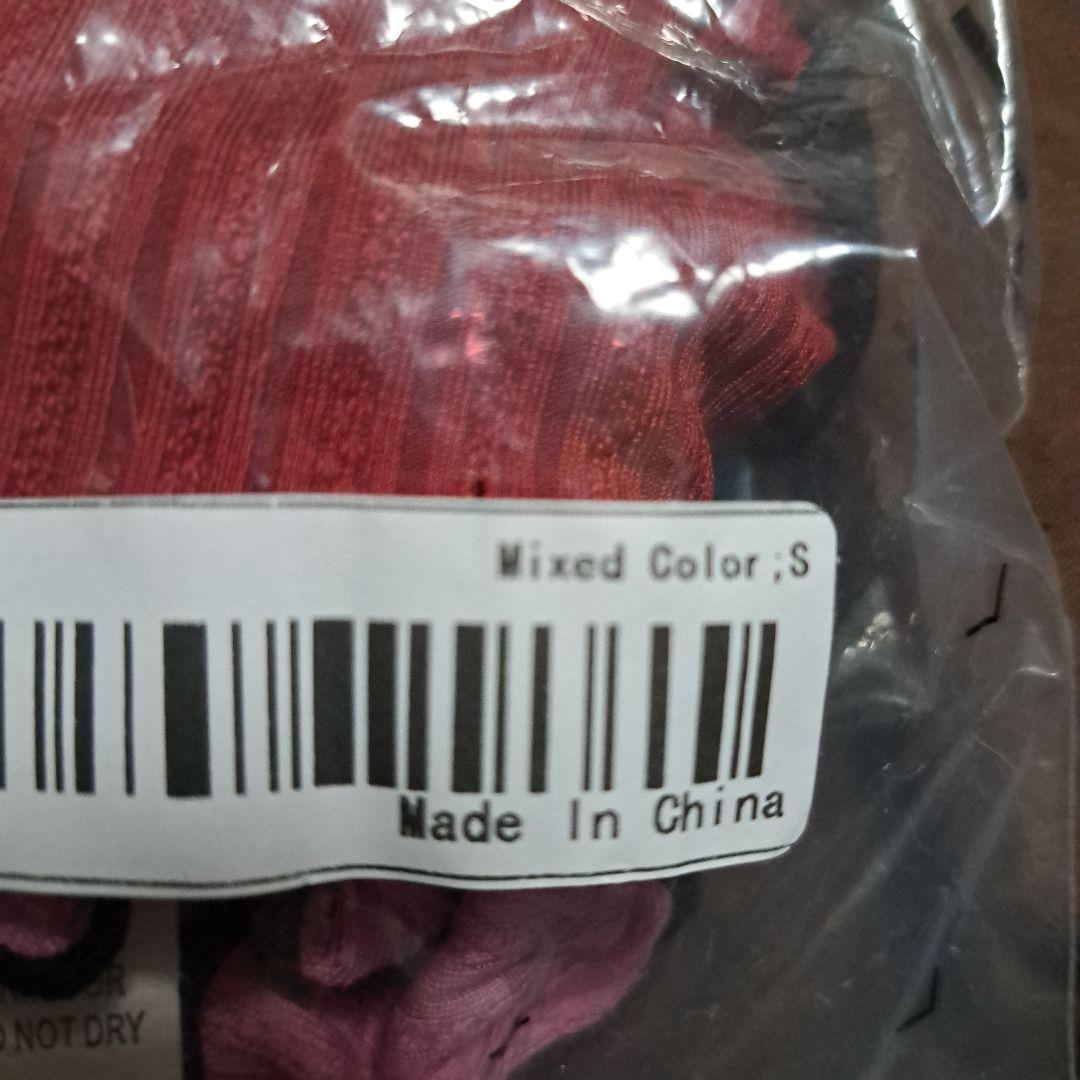 Mixed Color ;S
Made In China
NOT DRY